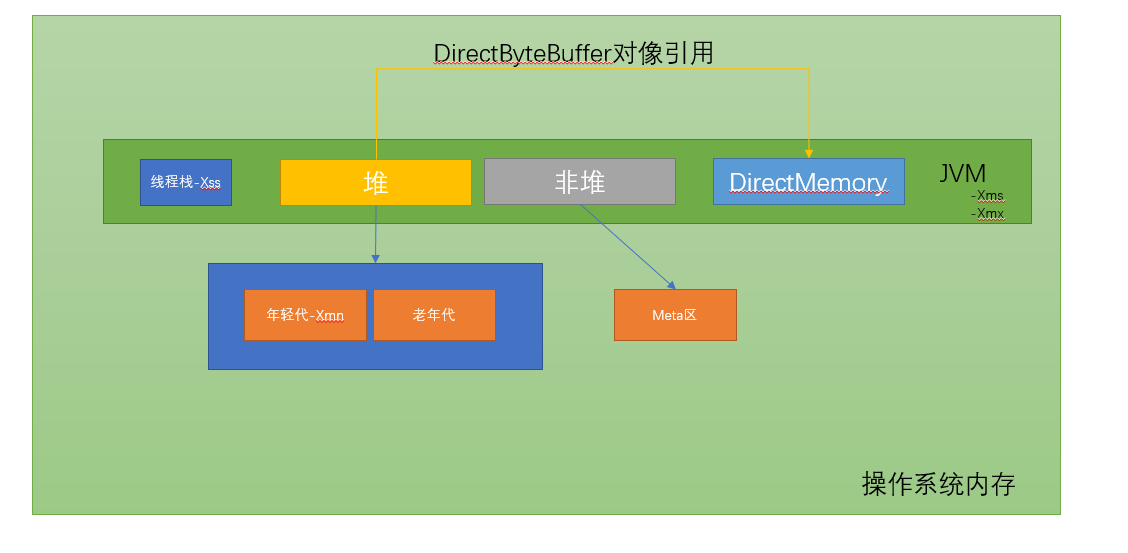 DirectByteBuffer对像引用
线程栈-Xss
堆
非堆
DirectMemory
JVM
-Xms
-Xmx
年轻代-Xmn
老年代
Meta区
操作系统内存